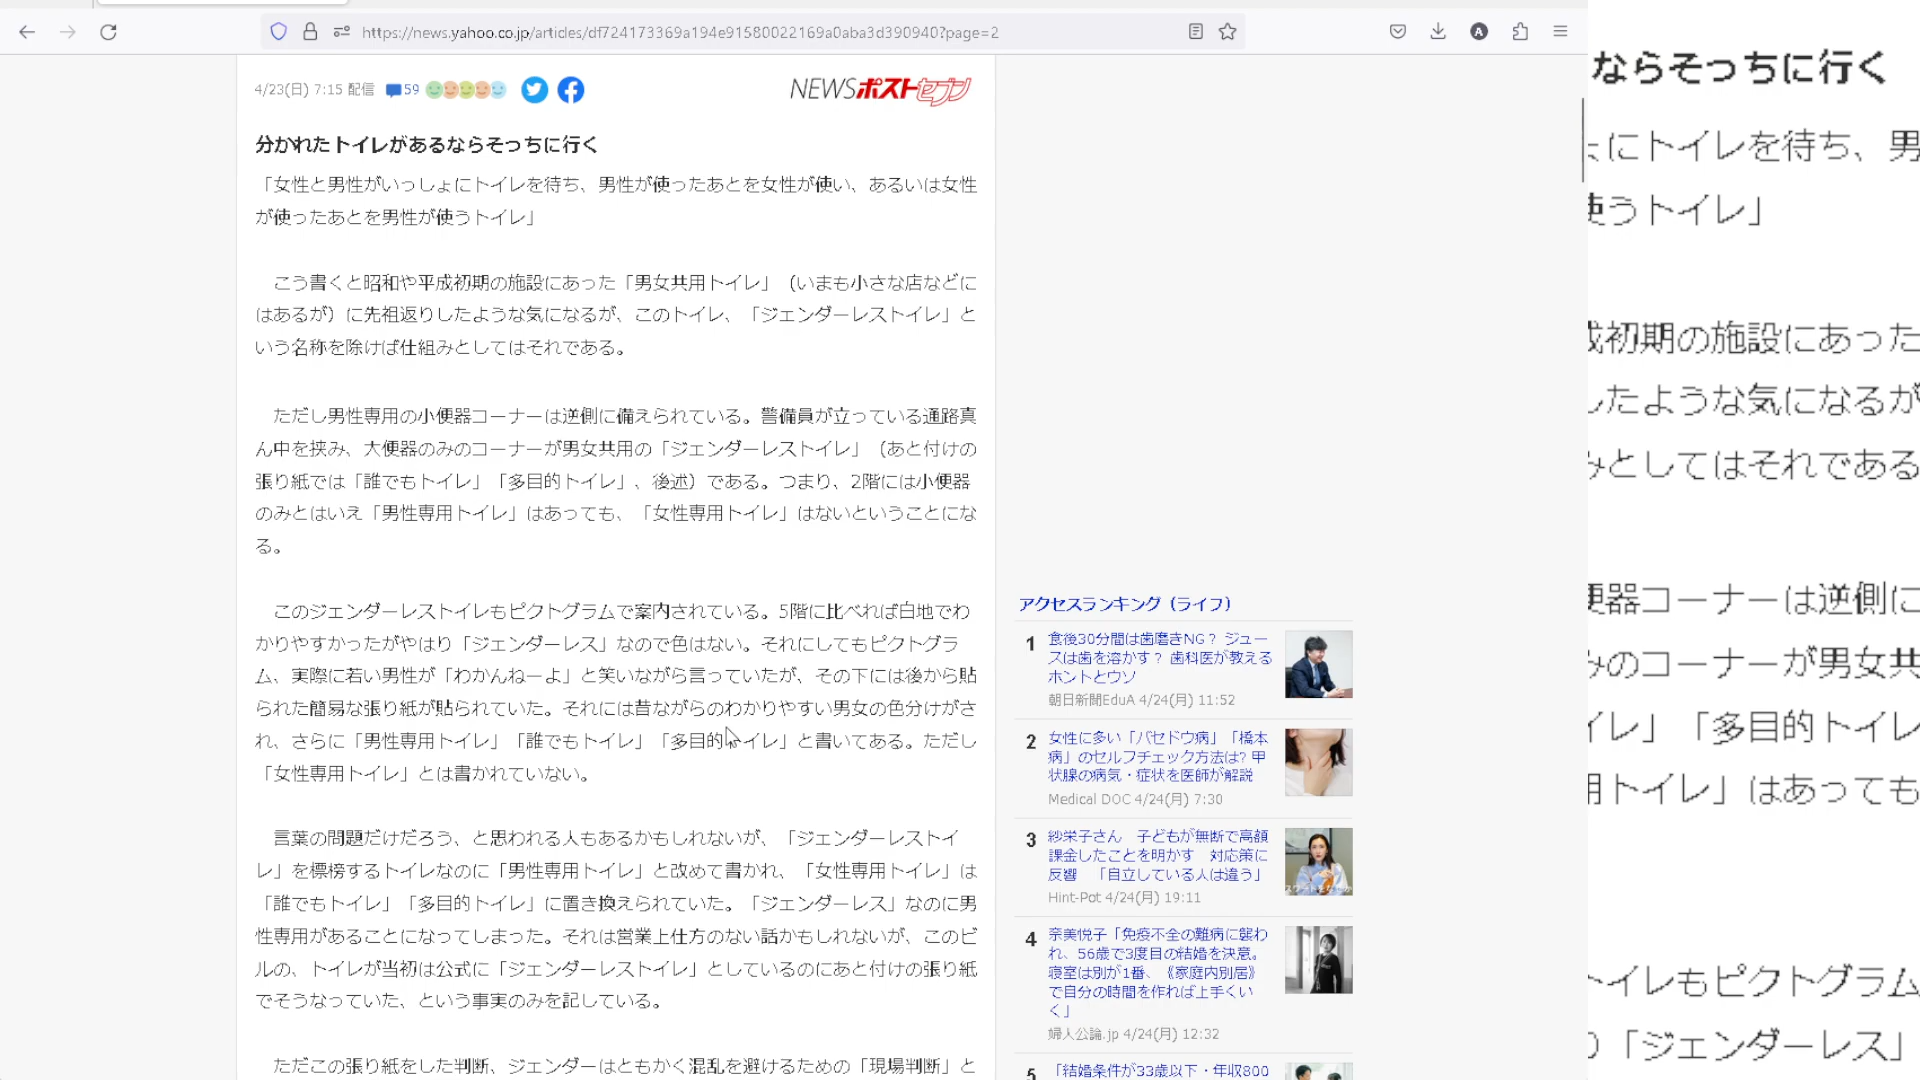 https://news.yahoo.co.jp/articles/df724173369a194e91580022169a0aba3d390940?page=2
4/23(日) 7:15 配信
59
NEWSポストセブン
分かれたトイレがあるならそっちに行く
「女性と男性がいっしょにトイレを待ち、男性が使ったあとを女性が使い、あるいは女性
が使ったあとを男性が使うトイレ」
こう書くと昭和や平成初期の施設にあった「男女共用トイレ」（いまも小さな店などに
はあるが）に先祖返りしたような気になるが、このトイレ、「ジェンダーレストイレ」と
いう名称を除けば仕組みとしてはそれである。
ただし男性専用の小便器コーナーは逆側に備えられている。警備員が立っている通路真
ん中を挟み、大便器のみのコーナーが男女共用の「ジェンダーレストイレ」（あと付けの
張り紙では「誰でもトイレ」「多目的トイレ」、後述）である。つまり、2階には小便器
のみとはいえ「男性専用トイレ」はあっても、「女性専用トイレ」はないということにな
る。
このジェンダーレストイレもピクトグラムで案内されている。5階に比べれば白地でわ
かりやすかったがやはり「ジェンダーレス」なので色はない。それにしてもピクトグラ
ム、実際に若い男性が「わかんねーよ」と笑いながら言っていたが、その下には後から貼
られた簡易な張り紙が貼られていた。それには昔ながらのわかりやすい男女の色分けがさ
れ、さらに「男性専用トイレ」「誰でもトイレ」「多目的トイレ」と書いてある。ただし
「女性専用トイレ」とは書かれていない。
言葉の問題だけだろう、と思われる人もあるかもしれないが、「ジェンダーレストイ
レ」を標榜するトイレなのに「男性専用トイレ」と改めて書かれ、「女性専用トイレ」は
「誰でもトイレ」「多目的トイレ」に置き換えられていた。「ジェンダーレス」なのに男
性専用があることになってしまった。それは営業上仕方のない話かもしれないが、このビ
ルの、トイレが当初は公式に「ジェンダーレストイレ」としているのにあと付けの張り紙
でそうなっていた、という事実のみを記している。
ただこの張り紙をした判断、ジェンダーはともかく混乱を避けるための「現場判断」と
アクセスランキング（ライフ）
1
食後30分間は歯磨きNG？ ジュー
スは歯を溶かす？ 歯科医が教える
ホントとウソ
朝日新聞EduA 4/24(月) 11:52
2
女性に多い「バセドウ病」「橋本
病」のセルフチェック方法は? 甲
状腺の病気・症状を医師が解説
Medical DOC 4/24(月) 7:30
3
紗栄子さん　子どもが無断で高額
課金したことを明かす　対応策に
反響　「自立している人は違う」
Hint-Pot 4/24(月) 19:11
4
奈美悦子「免疫不全の難病に襲わ
れ、56歳で3度目の結婚を決意。
寝室は別が1番、《家庭内別居》
で自分の時間を作れば上手くい
く」
婦人公論.jp 4/24(月) 12:32
5
「結婚条件が33歳以下・年収800
ならそっちに行く
にトイレを待ち、男
使うトイレ」
成初期の施設にあった
したような気になるが
みとしてはそれである
便器コーナーは逆側に
みのコーナーが男女共
イレ」「多目的トイレ
用トイレ」はあっても
トイレもピクトグラム
「ジェンダーレス」